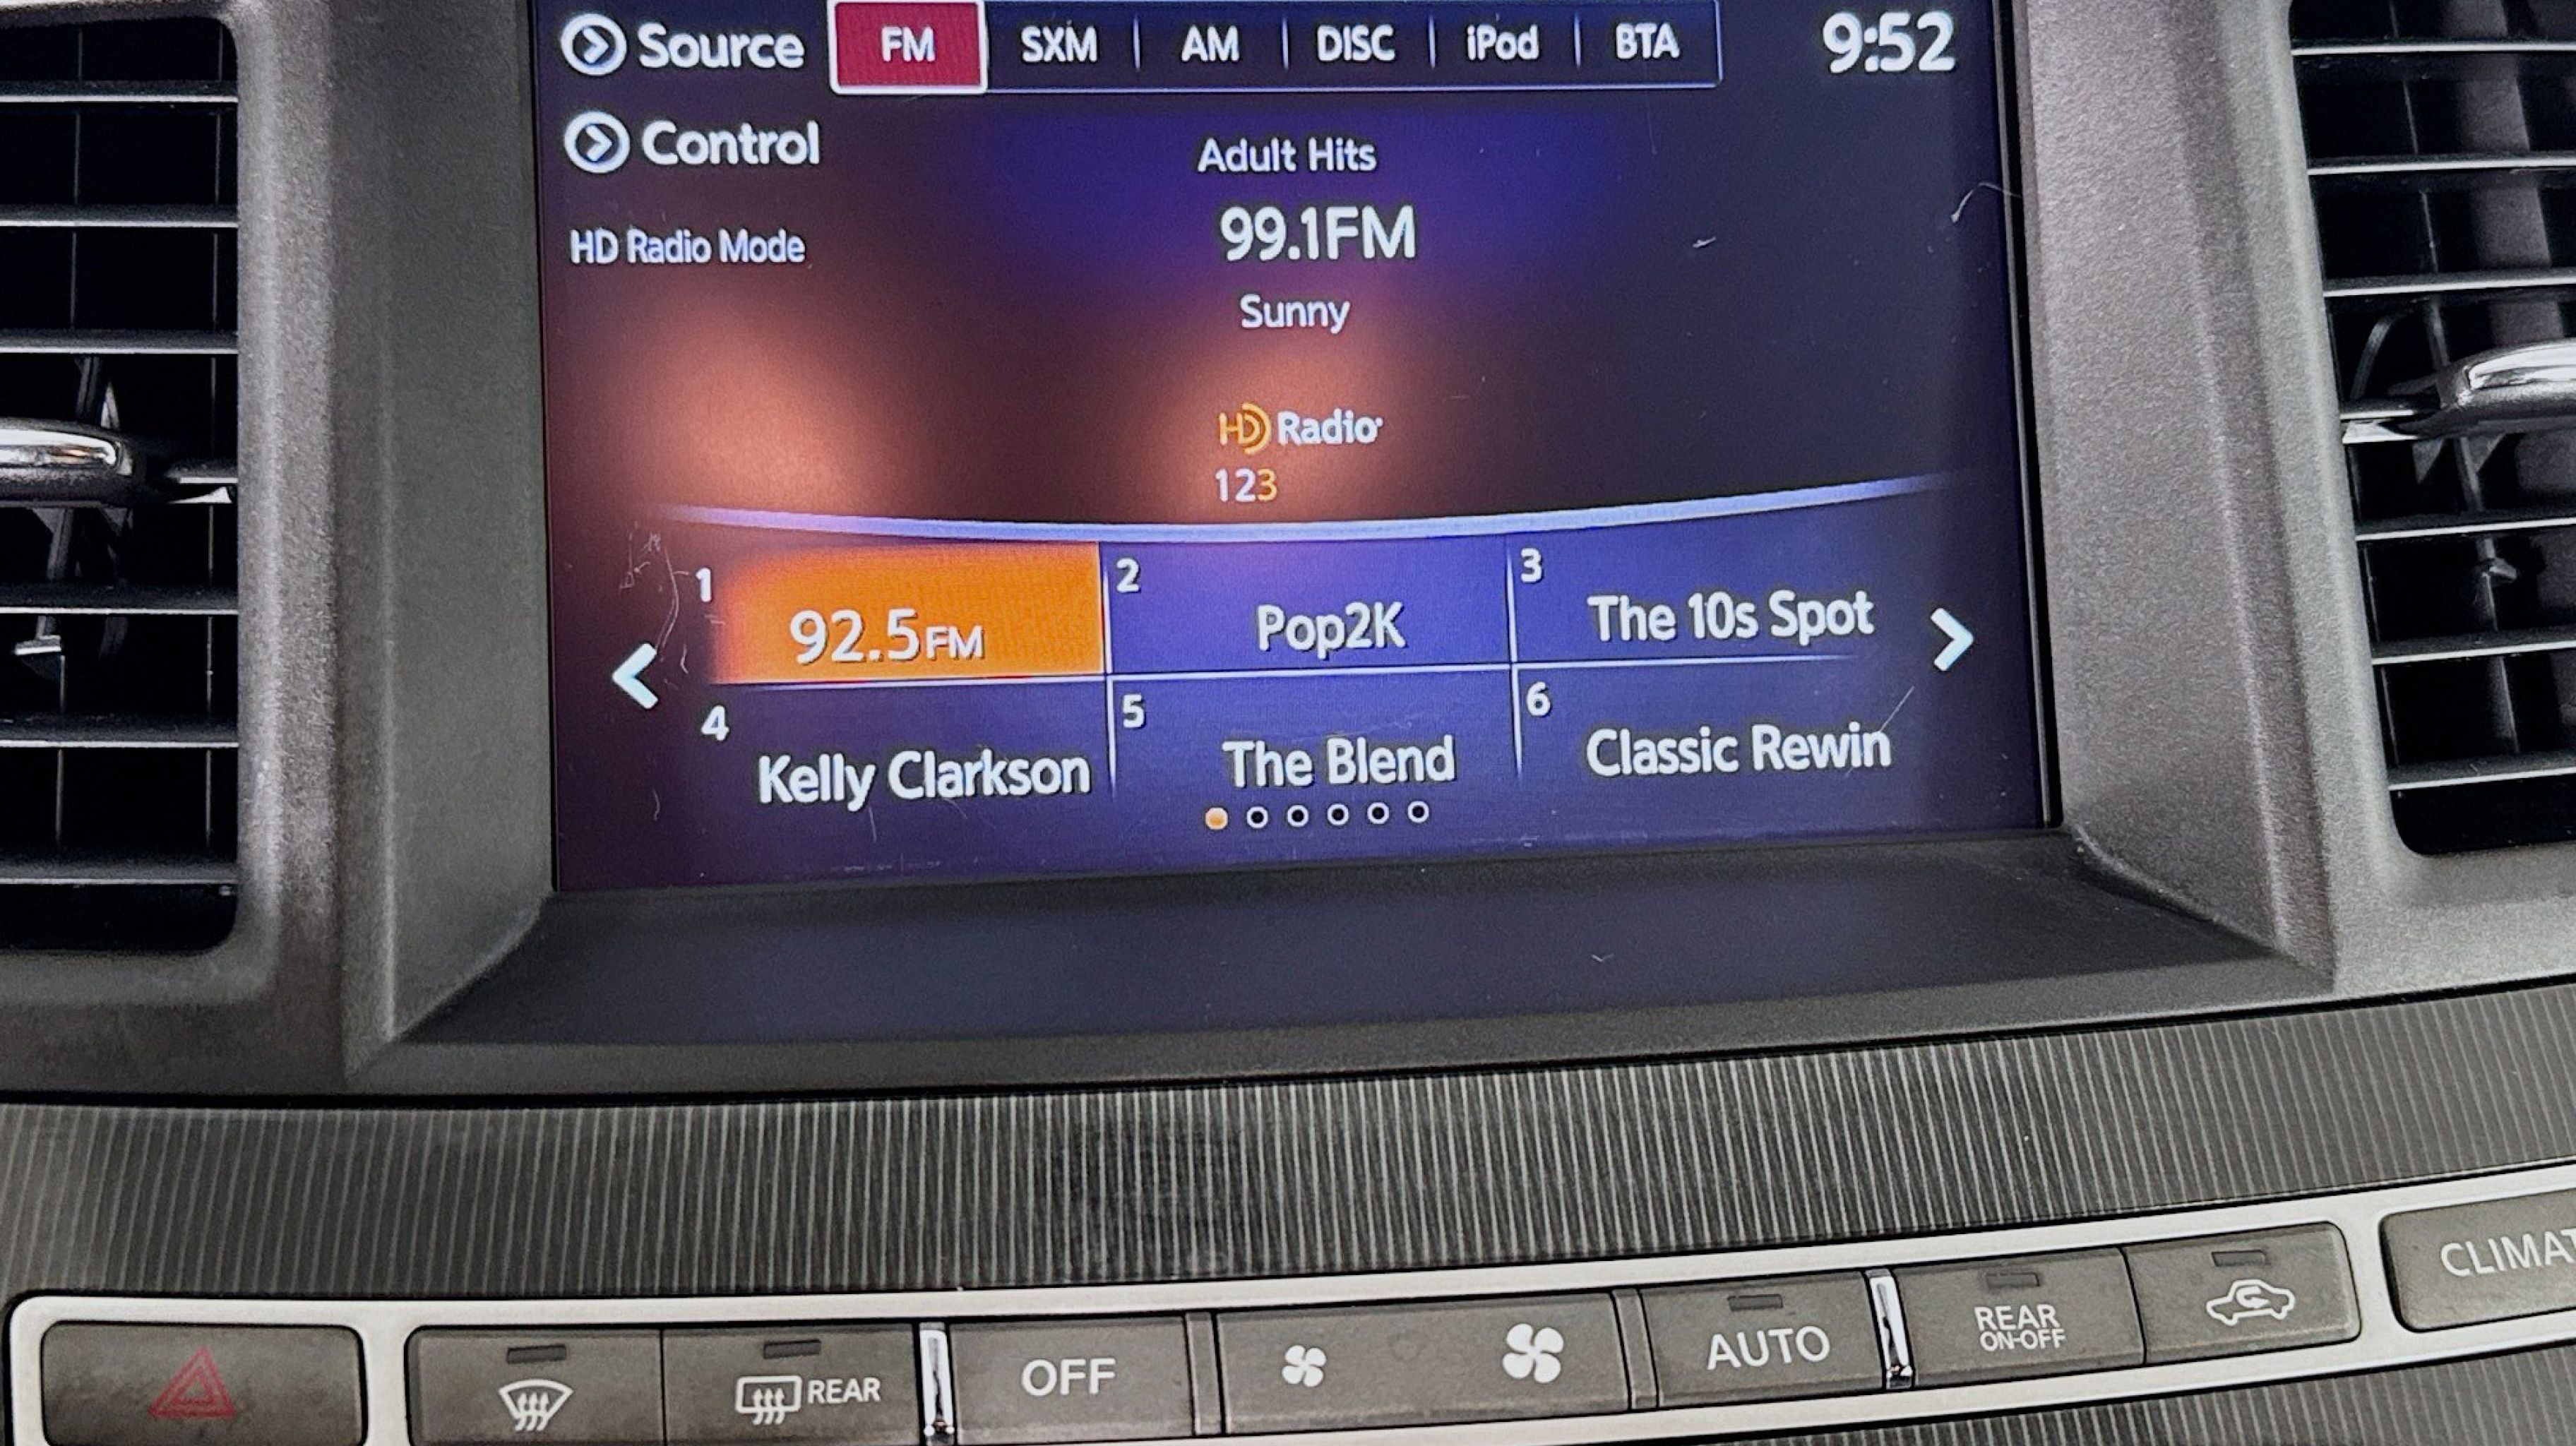 Source FM SXM AM DISC iPod BTA 9:52
Control
Adult Hits
HD Radio Mode
99.1FM
Sunny
HD Radio
123
1 92.5FM 2 Pop2K 3 The 10s Spot
4 Kelly Clarkson 5 The Blend 6 Classic Rewin
CLIMAT
REAR OFF AUTO REAR
ON-OFF